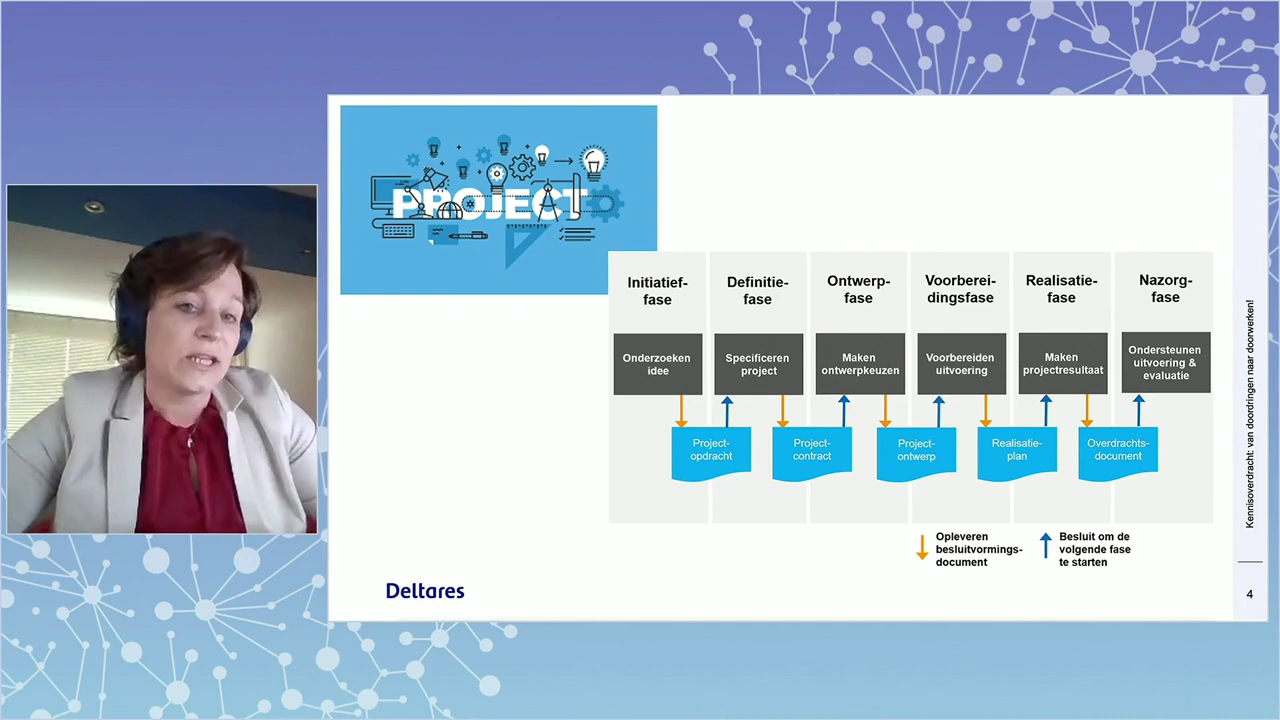 PROJECT
Initiatief-
fase
Definitie-
fase
Ontwerp-
fase
Voorberei-
dingsfase
Realisatie-
fase
Nazorg-
fase
Onderzoeken
idee
Specificeren
project
Maken
ontwerpkeuzen
Voorbereiden
uitvoering
Maken
projectresultaat
Ondersteunen
uitvoering &
evaluatie
Project-
opdracht
Project-
contract
Project-
ontwerp
Realisatie-
plan
Overdrachts-
document
Opleveren
besluitvormings-
document
Besluit om de
volgende fase
te starten
Deltares
Kennisoverdracht: van doordringen naar doorwerken!
4